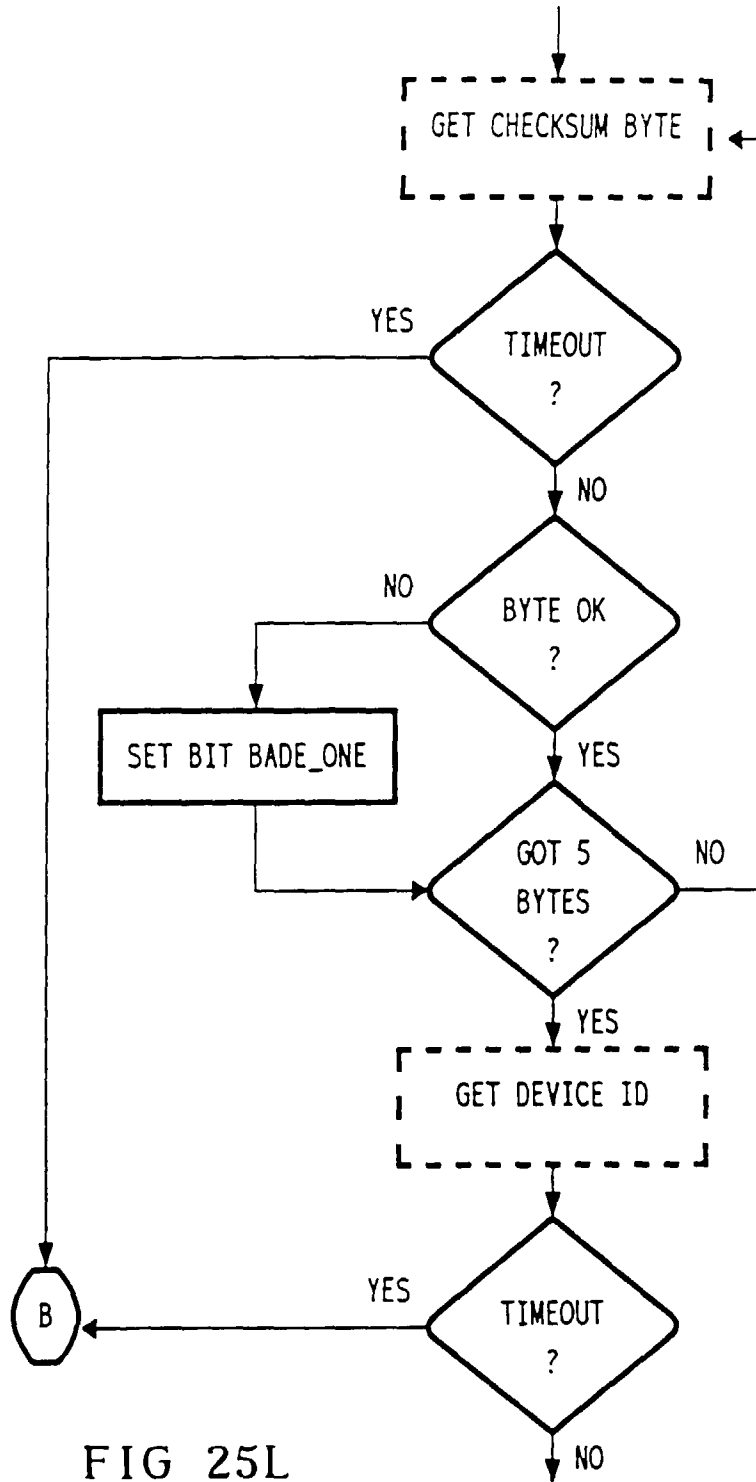 GET CHECKSUM BYTE
YES
TIMEOUT
?
NO
NO
BYTE OK
?
SET BIT BADE_ONE
YES
GOT 5
BYTES
?
NO
YES
GET DEVICE ID
YES
TIMEOUT
?
B
NO
FIG 25L